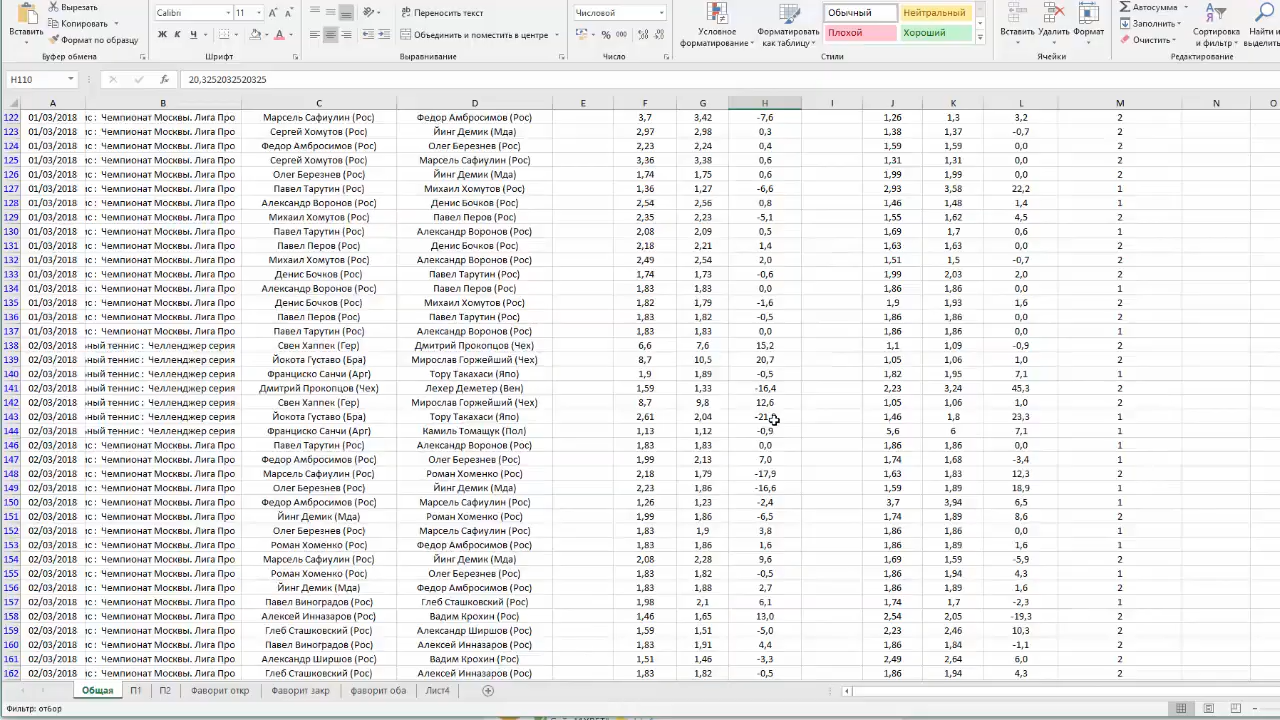 Вырезать Calibri 11 Переносить текст Числовой Обычный Нейтральный Автосумма
Вставить Копировать Условное форматирование Форматировать как таблицу Плохой Хороший Вставить Удалить Формат Заполнить Сортировка и фильтр Найти и
Формат по образцу Ж К Ч Объединить и поместить в центре % 000 Очистить
Буфер обмена Шрифт Выравнивание Число Стили Ячейки Редактирование
H110 fx 20,3252032520325
A B C D E F G H I J K L M N O
122 01/03/2018 ис : Чемпионат Москвы. Лига Про Марсель Сафиулин (Рос) Федор Амбросимов (Рос) 3,7 3,42 -7,6 1,26 1,3 3,2 2
123 01/03/2018 ис : Чемпионат Москвы. Лига Про Сергей Хомутов (Рос) Йинг Демик (Мда) 2,97 2,98 0,3 1,38 1,37 -0,7 2
124 01/03/2018 ис : Чемпионат Москвы. Лига Про Федор Амбросимов (Рос) Олег Березнев (Рос) 2,23 2,24 0,4 1,59 1,59 0,0 2
125 01/03/2018 ис : Чемпионат Москвы. Лига Про Сергей Хомутов (Рос) Марсель Сафиулин (Рос) 3,36 3,38 0,6 1,31 1,31 0,0 2
126 01/03/2018 ис : Чемпионат Москвы. Лига Про Олег Березнев (Рос) Йинг Демик (Мда) 1,74 1,75 0,6 1,99 1,99 0,0 2
127 01/03/2018 ис : Чемпионат Москвы. Лига Про Павел Тарутин (Рос) Михаил Хомутов (Рос) 1,36 1,27 -6,6 2,93 3,58 22,2 1
128 01/03/2018 ис : Чемпионат Москвы. Лига Про Александр Воронов (Рос) Денис Бочков (Рос) 2,54 2,56 0,8 1,46 1,48 1,4 1
129 01/03/2018 ис : Чемпионат Москвы. Лига Про Михаил Хомутов (Рос) Павел Перов (Рос) 2,35 2,23 -5,1 1,55 1,62 4,5 2
130 01/03/2018 ис : Чемпионат Москвы. Лига Про Павел Тарутин (Рос) Александр Воронов (Рос) 2,08 2,09 0,5 1,69 1,7 0,6 1
131 01/03/2018 ис : Чемпионат Москвы. Лига Про Павел Перов (Рос) Денис Бочков (Рос) 2,18 2,21 1,4 1,63 1,63 0,0 2
132 01/03/2018 ис : Чемпионат Москвы. Лига Про Михаил Хомутов (Рос) Александр Воронов (Рос) 2,49 2,54 2,0 1,51 1,5 -0,7 2
133 01/03/2018 ис : Чемпионат Москвы. Лига Про Денис Бочков (Рос) Павел Тарутин (Рос) 1,74 1,73 -0,6 1,99 2,03 2,0 1
134 01/03/2018 ис : Чемпионат Москвы. Лига Про Александр Воронов (Рос) Павел Перов (Рос) 1,83 1,83 0,0 1,86 1,86 0,0 1
135 01/03/2018 ис : Чемпионат Москвы. Лига Про Денис Бочков (Рос) Михаил Хомутов (Рос) 1,82 1,79 -1,6 1,9 1,93 1,6 2
136 01/03/2018 ис : Чемпионат Москвы. Лига Про Павел Перов (Рос) Павел Тарутин (Рос) 1,83 1,82 -0,5 1,86 1,86 0,0 2
137 01/03/2018 ис : Чемпионат Москвы. Лига Про Павел Тарутин (Рос) Александр Воронов (Рос) 1,83 1,83 0,0 1,86 1,86 0,0 1
138 02/03/2018 ьный теннис : Челленджер серия Свен Хаппек (Гер) Дмитрий Прокопцов (Чех) 6,6 7,6 15,2 1,1 1,09 -0,9 2
139 02/03/2018 ьный теннис : Челленджер серия Йокота Густаво (Бра) Мирослав Горжейший (Чех) 8,7 10,5 20,7 1,05 1,06 1,0 2
140 02/03/2018 ьный теннис : Челленджер серия Франциско Санчи (Арг) Тору Такахаси (Япо) 1,9 1,89 -0,5 1,82 1,95 7,1 2
141 02/03/2018 ьный теннис : Челленджер серия Дмитрий Прокопцов (Чех) Лехер Деметер (Вен) 1,59 1,33 -16,4 2,23 3,24 45,3 2
142 02/03/2018 ьный теннис : Челленджер серия Свен Хаппек (Гер) Мирослав Горжейший (Чех) 8,7 9,8 12,6 1,05 1,06 1,0 2
143 02/03/2018 ьный теннис : Челленджер серия Йокота Густаво (Бра) Тору Такахаси (Япо) 2,61 2,04 1,46 1,8 23,3 1
144 02/03/2018 ьный теннис : Челленджер серия Франциско Санчи (Арг) Камиль Томащук (Пол) 1,13 1,12 -0,9 5,6 6 7,1 1
146 02/03/2018 ис : Чемпионат Москвы. Лига Про Павел Тарутин (Рос) Александр Воронов (Рос) 1,83 1,83 0,0 1,86 1,86 0,0 1
147 02/03/2018 ис : Чемпионат Москвы. Лига Про Федор Амбросимов (Рос) Олег Березнев (Рос) 1,99 2,13 7,0 1,74 1,68 -3,4 2
148 02/03/2018 ис : Чемпионат Москвы. Лига Про Марсель Сафиулин (Рос) Роман Хоменко (Рос) 2,18 1,79 -17,9 1,63 1,83 12,3 2
149 02/03/2018 ис : Чемпионат Москвы. Лига Про Олег Березнев (Рос) Йинг Демик (Мда) 2,23 1,86 -16,6 1,59 1,89 18,9 1
150 02/03/2018 ис : Чемпионат Москвы. Лига Про Федор Амбросимов (Рос) Марсель Сафиулин (Рос) 1,26 1,23 -2,4 3,7 3,94 6,5 1
151 02/03/2018 ис : Чемпионат Москвы. Лига Про Йинг Демик (Мда) Роман Хоменко (Рос) 1,99 1,86 -6,5 1,74 1,89 8,6 2
152 02/03/2018 ис : Чемпионат Москвы. Лига Про Олег Березнев (Рос) Марсель Сафиулин (Рос) 1,83 1,9 3,8 1,86 1,86 0,0 1
153 02/03/2018 ис : Чемпионат Москвы. Лига Про Роман Хоменко (Рос) Федор Амбросимов (Рос) 1,83 1,86 1,6 1,86 1,89 1,6 1
154 02/03/2018 ис : Чемпионат Москвы. Лига Про Марсель Сафиулин (Рос) Йинг Демик (Мда) 2,08 2,28 9,6 1,69 1,59 -5,9 2
155 02/03/2018 ис : Чемпионат Москвы. Лига Про Роман Хоменко (Рос) Олег Березнев (Рос) 1,83 1,82 -0,5 1,86 1,94 4,3 1
156 02/03/2018 ис : Чемпионат Москвы. Лига Про Йинг Демик (Мда) Федор Амбросимов (Рос) 1,83 1,88 2,7 1,86 1,89 1,6 2
157 02/03/2018 ис : Чемпионат Москвы. Лига Про Павел Виноградов (Рос) Глеб Сташковский (Рос) 1,98 2,1 6,1 1,74 1,7 -2,3 1
158 02/03/2018 ис : Чемпионат Москвы. Лига Про Алексей Инназаров (Рос) Вадим Крохин (Рос) 1,46 1,65 13,0 2,54 2,05 -19,3 2
159 02/03/2018 ис : Чемпионат Москвы. Лига Про Глеб Сташковский (Рос) Александр Ширшов (Рос) 1,59 1,51 -5,0 2,23 2,46 10,3 2
160 02/03/2018 ис : Чемпионат Москвы. Лига Про Павел Виноградов (Рос) Алексей Инназаров (Рос) 1,83 1,91 4,4 1,86 1,84 -1,1 2
161 02/03/2018 ис : Чемпионат Москвы. Лига Про Александр Ширшов (Рос) Вадим Крохин (Рос) 1,51 1,46 -3,3 2,49 2,64 6,0 1
162 02/03/2018 ис : Чемпионат Москвы. Лига Про Глеб Сташковский (Рос) Алексей Инназаров (Рос) 1,83 1,83 -0,5 1,86 1,94 4,3 1
Общая П1 П2 Фаворит откр Фаворит закр фаворит оба Лист4
Фильтр: отбор